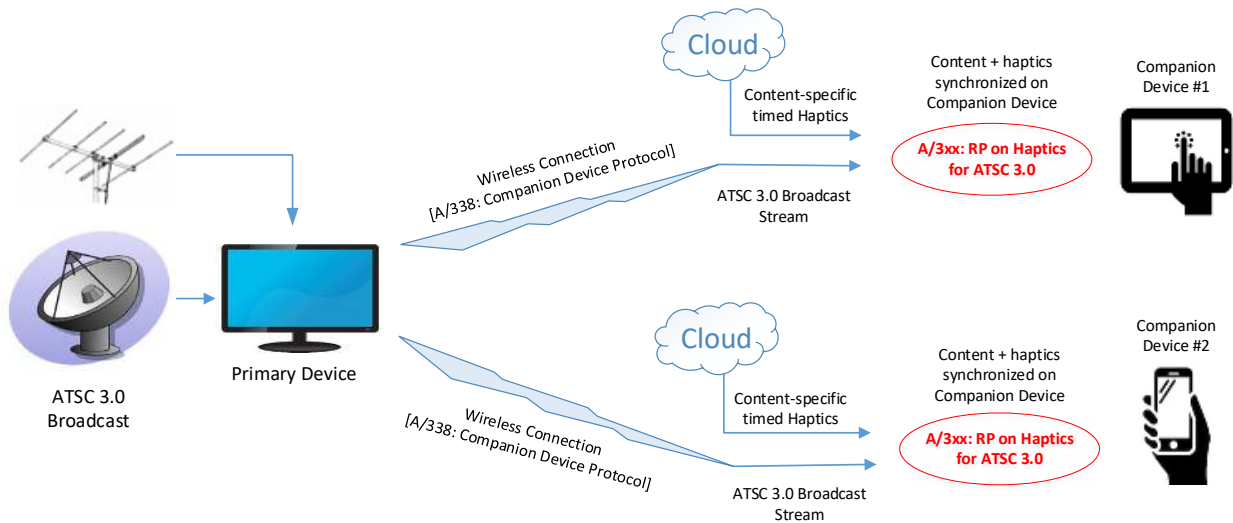 Cloud
Content-specific
timed Haptics
Content + haptics
synchronized on
Companion Device
Companion
Device #1
A/3xx: RP on Haptics
for ATSC 3.0
Wireless Connection
[A/338: Companion Device Protocol]
ATSC 3.0 Broadcast
Stream
Primary Device
ATSC 3.0
Broadcast
Cloud
Content-specific
timed Haptics
Content + haptics
synchronized on
Companion Device
Companion
Device #2
A/3xx: RP on Haptics
for ATSC 3.0
Wireless Connection
[A/338: Companion Device Protocol]
ATSC 3.0 Broadcast
Stream